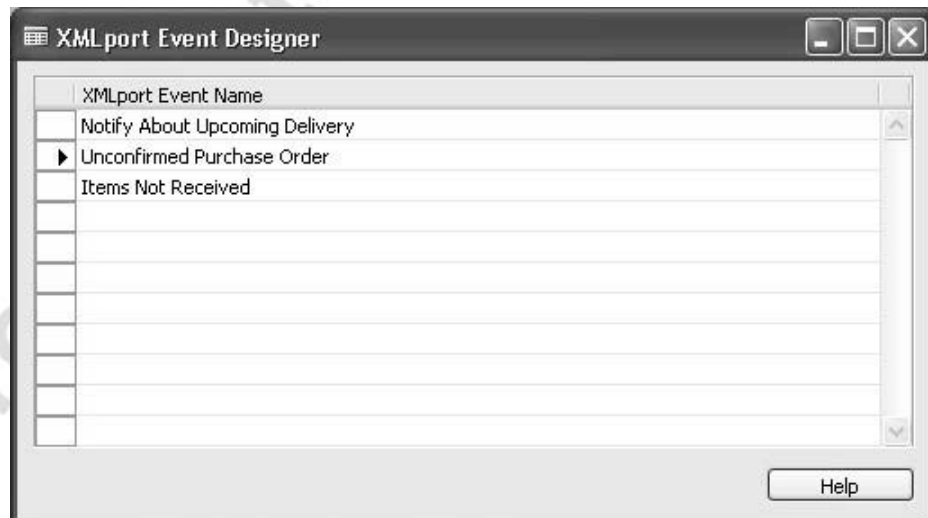 XMLport Event Designer
XMLport Event Name
Notify About Upcoming Delivery
Unconfirmed Purchase Order
Items Not Received
Help